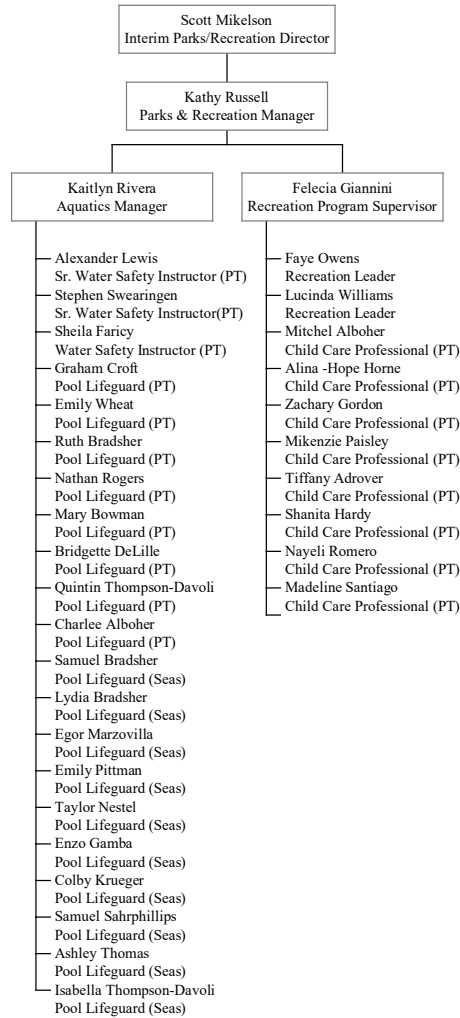 Scott Mikelson
Interim Parks/Recreation Director
Kathy Russell
Parks & Recreation Manager
Kaitlyn Rivera
Aquatics Manager
Alexander Lewis
Sr. Water Safety Instructor (PT)
Stephen Swearingen
Sr. Water Safety Instructor(PT)
Sheila Faricy
Water Safety Instructor (PT)
Graham Croft
Pool Lifeguard (PT)
Emily Wheat
Pool Lifeguard (PT)
Ruth Bradsher
Pool Lifeguard (PT)
Nathan Rogers
Pool Lifeguard (PT)
Mary Bowman
Pool Lifeguard (PT)
Bridgette DeLille
Pool Lifeguard (PT)
Quintin Thompson-Davoli
Pool Lifeguard (PT)
Charlee Alboher
Pool Lifeguard (PT)
Samuel Bradsher
Pool Lifeguard (Seas)
Lydia Bradsher
Pool Lifeguard (Seas)
Egor Marzovilla
Pool Lifeguard (Seas)
Emily Pittman
Pool Lifeguard (Seas)
Taylor Nestel
Pool Lifeguard (Seas)
Enzo Gamba
Pool Lifeguard (Seas)
Colby Krueger
Pool Lifeguard (Seas)
Samuel Sahrphillips
Pool Lifeguard (Seas)
Ashley Thomas
Pool Lifeguard (Seas)
Isabella Thompson-Davoli
Pool Lifeguard (Seas)
Felecia Giannini
Recreation Program Supervisor
Faye Owens
Recreation Leader
Lucinda Williams
Recreation Leader
Mitchel Alboher
Child Care Professional (PT)
Alina -Hope Horne
Child Care Professional (PT)
Zachary Gordon
Child Care Professional (PT)
Mikenzie Paisley
Child Care Professional (PT)
Tiffany Adrover
Child Care Professional (PT)
Shanita Hardy
Child Care Professional (PT)
Nayeli Romero
Child Care Professional (PT)
Madeline Santiago
Child Care Professional (PT)